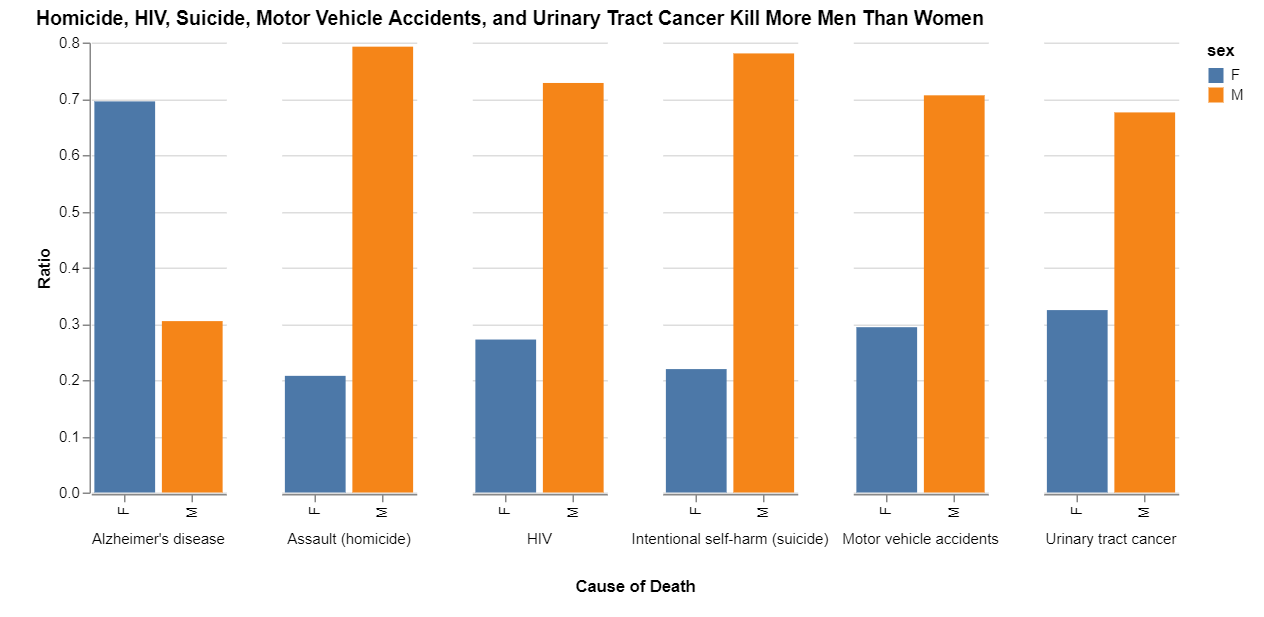 Homicide, HIV, Suicide, Motor Vehicle Accidents, and Urinary Tract Cancer Kill More Men Than Women
sex
F
M
Ratio
0.8
0.7
0.6
0.5
0.4
0.3
0.2
0.1
0.0
F M F M F M F M F M F M
Alzheimer's disease Assault (homicide) HIV Intentional self-harm (suicide) Motor vehicle accidents Urinary tract cancer
Cause of Death